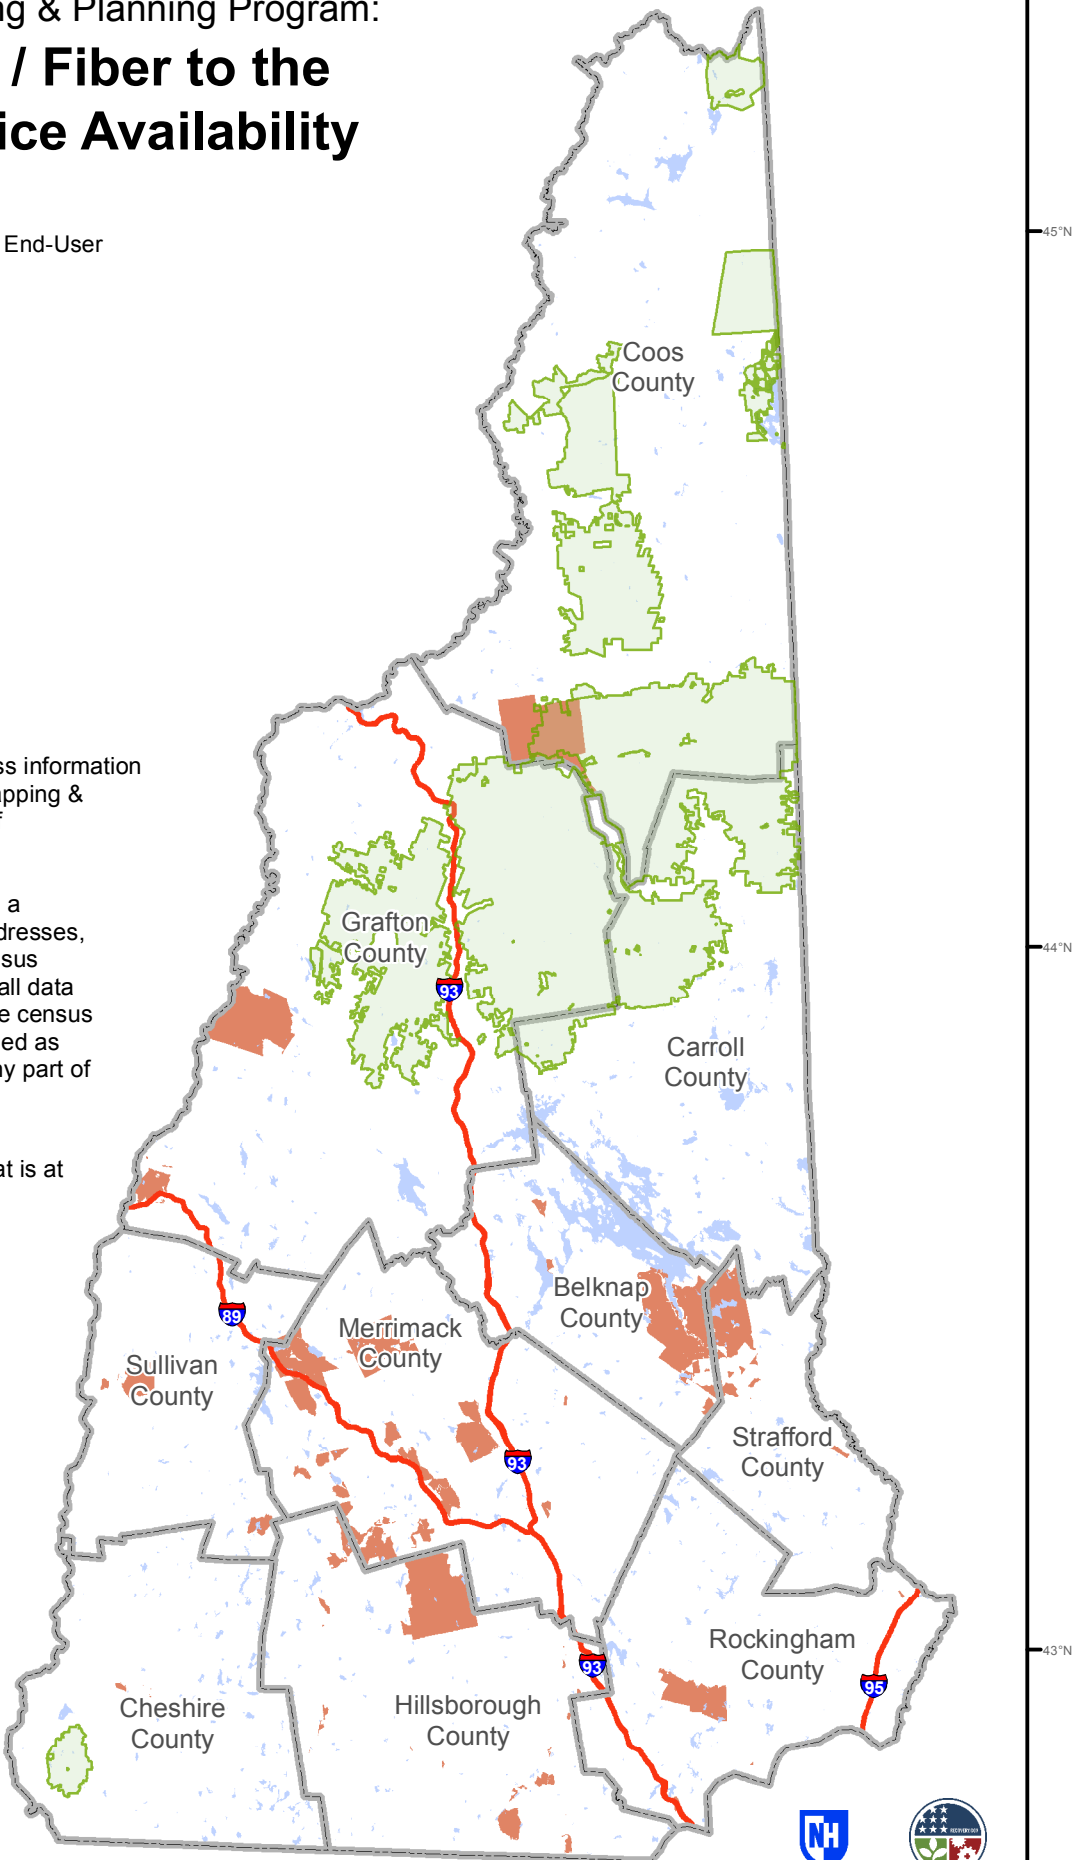 ng & Planning Program:
/ Fiber to the
ice Availability
End-User
45°N
Coos
County
ss information
apping &
a
dresses,
sus
all data
e census
ed as
ny part of
Grafton
County
44°N
93
Carroll
County
at is at
89
Belknap
County
Merrimack
County
Sullivan
County
Strafford
County
93
Rockingham
County
43°N
93
95
Cheshire
County
Hillsborough
County
NH